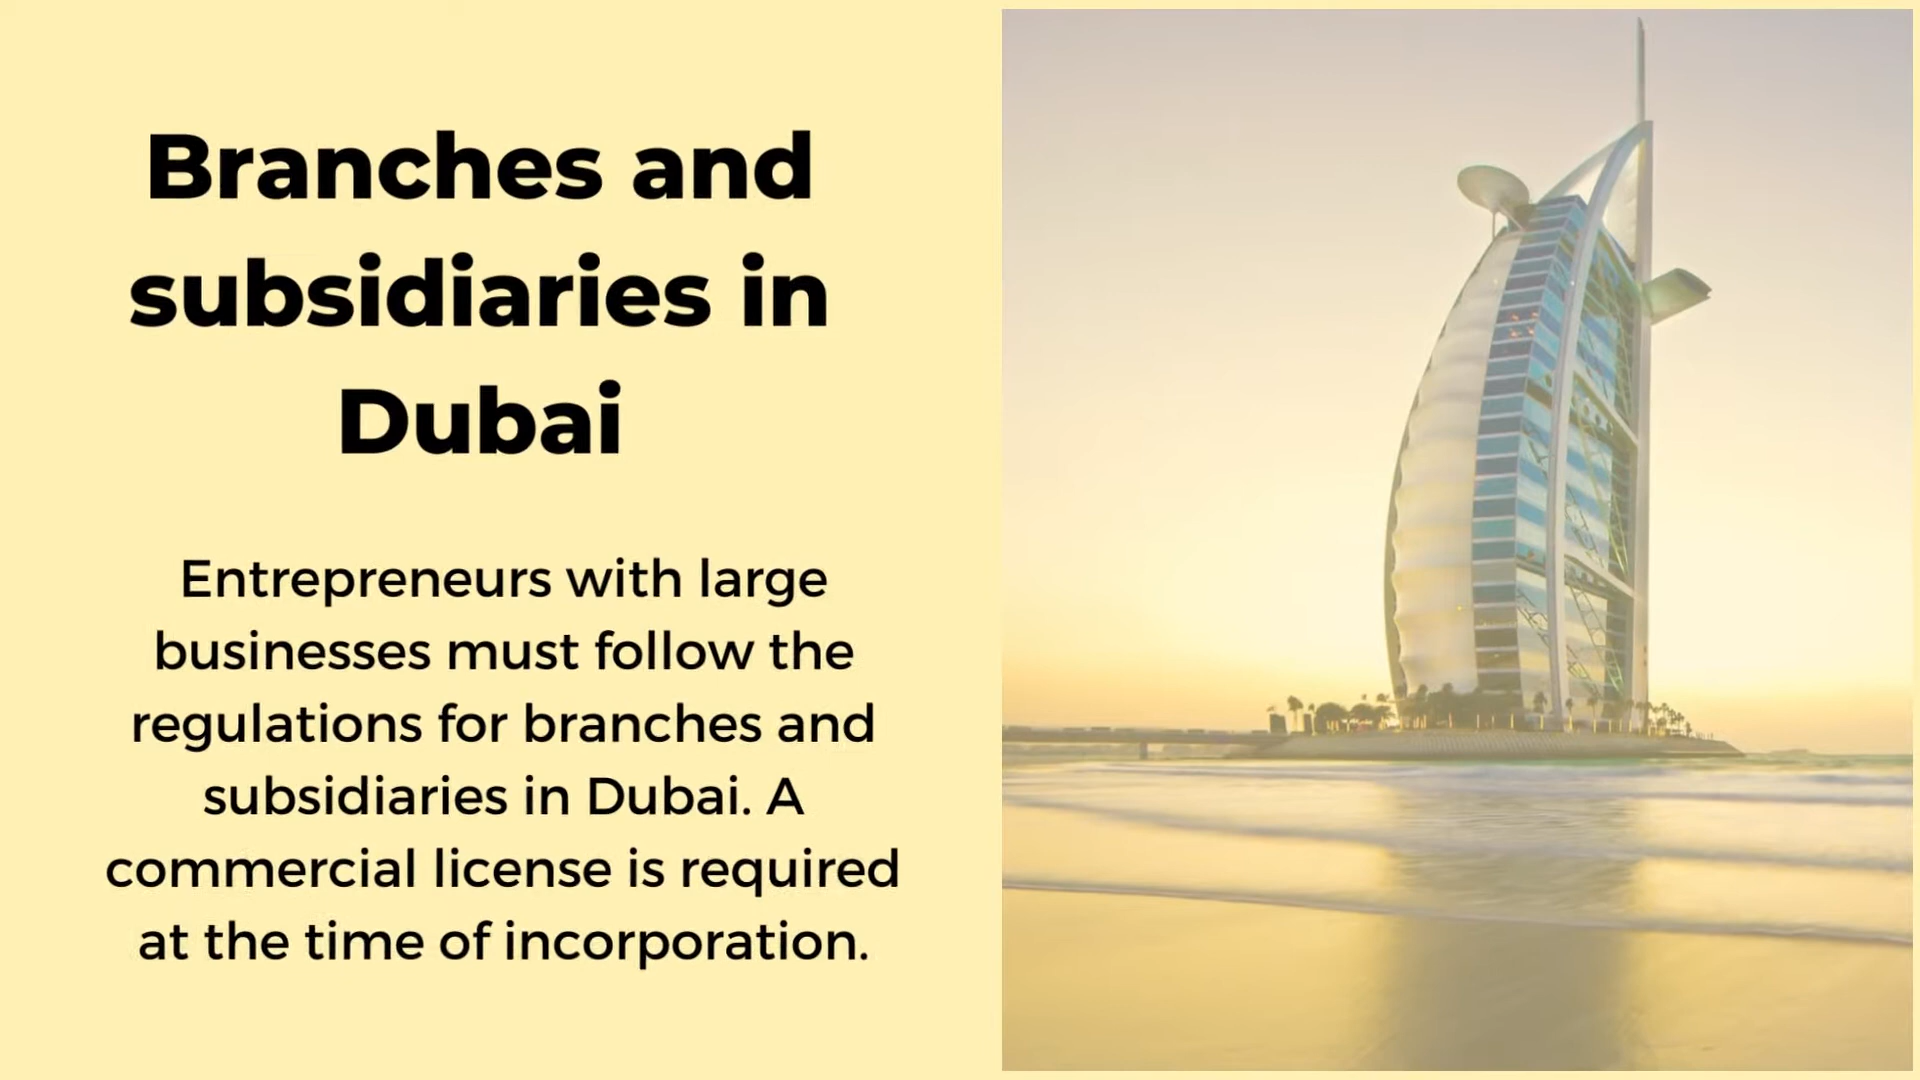 Branches and
subsidiaries in
Dubai
Entrepreneurs with large
businesses must follow the
regulations for branches and
subsidiaries in Dubai. A
commercial license is required
at the time of incorporation.